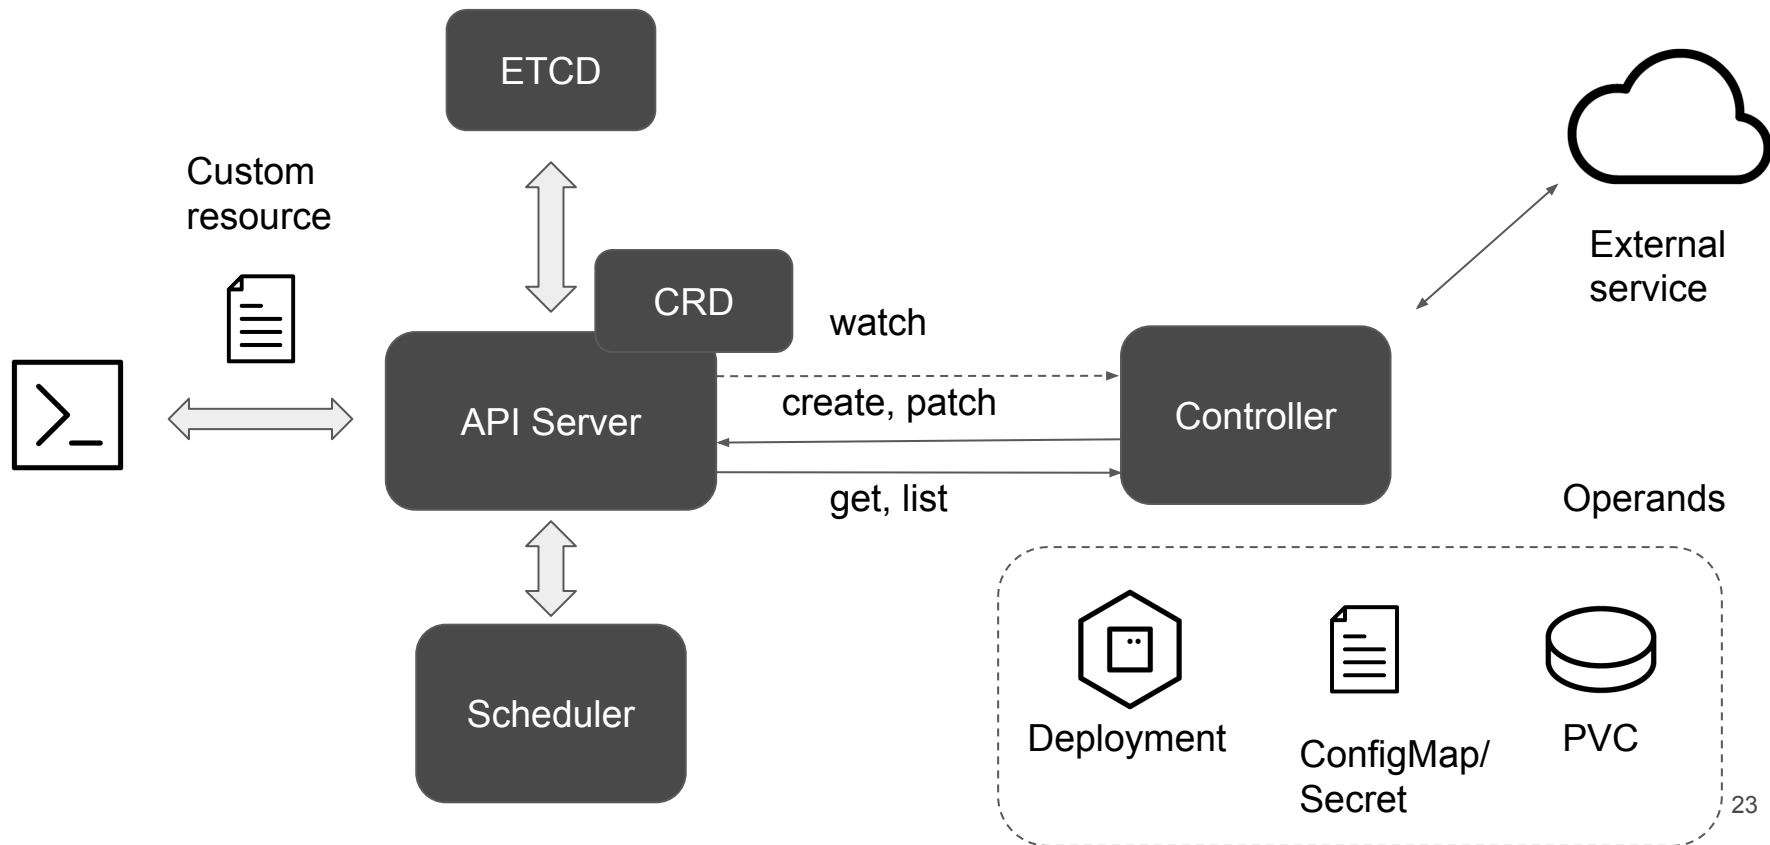 ETCD
Custom
resource
CRD
External
service
watch
API Server
create, patch
Controller
get, list
Operands
Scheduler
Deployment
ConfigMap/
Secret
PVC
23